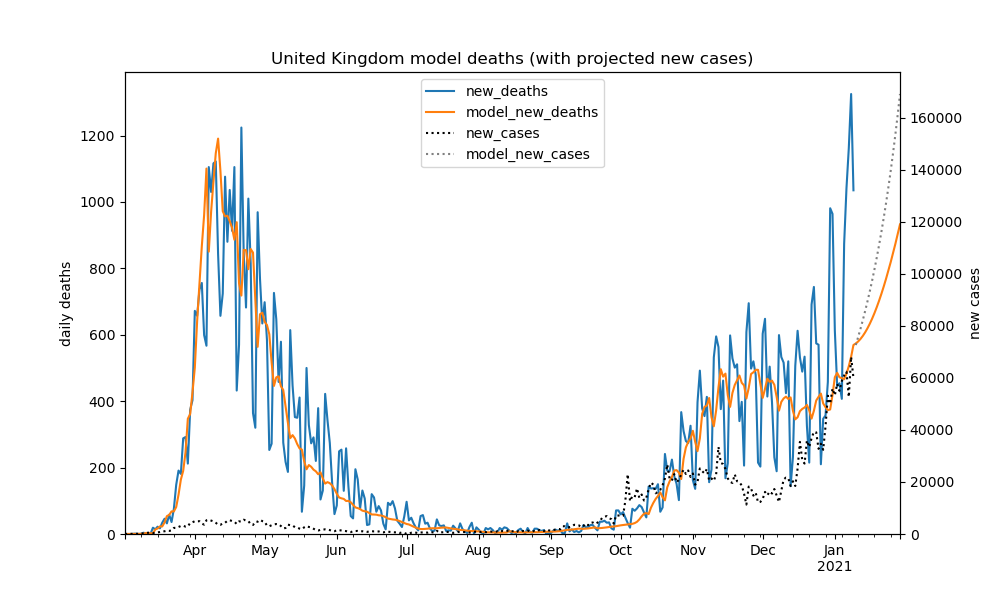 United Kingdom model deaths (with projected new cases)
new_deaths
model_new_deaths
new_cases
model_new_cases
daily deaths
1200
1000
800
600
400
200
0
new cases
160000
140000
120000
100000
80000
60000
40000
20000
0
Apr May Jun Jul Aug Sep Oct Nov Dec Jan
2021